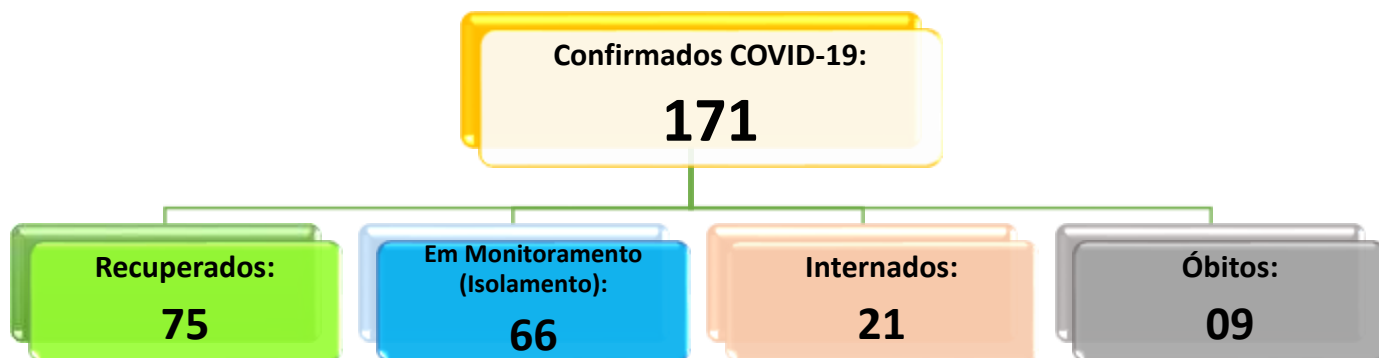 Confirmados COVID-19:
171
Recuperados:
75
Em Monitoramento
(Isolamento):
66
Internados:
21
Óbitos:
09